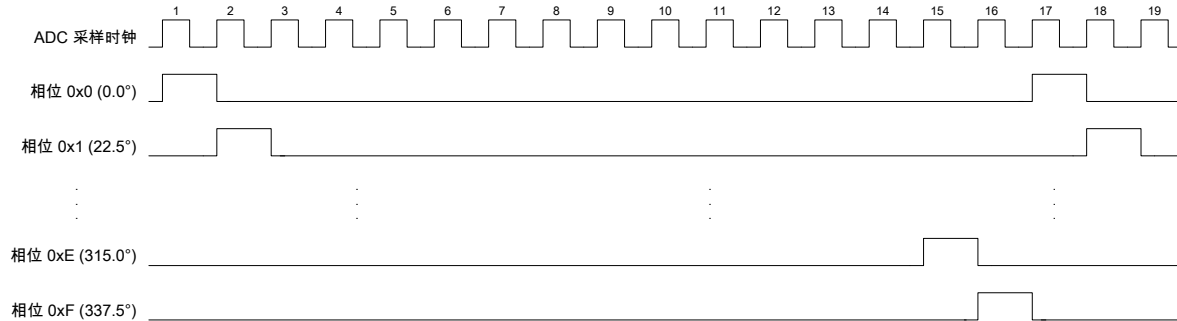 1 2 3 4 5 6 7 8 9 10 11 12 13 14 15 16 17 18 19
ADC 采样时钟
相位 0x0 (0.0°)
相位 0x1 (22.5°)
相位 0xE (315.0°)
相位 0xF (337.5°)